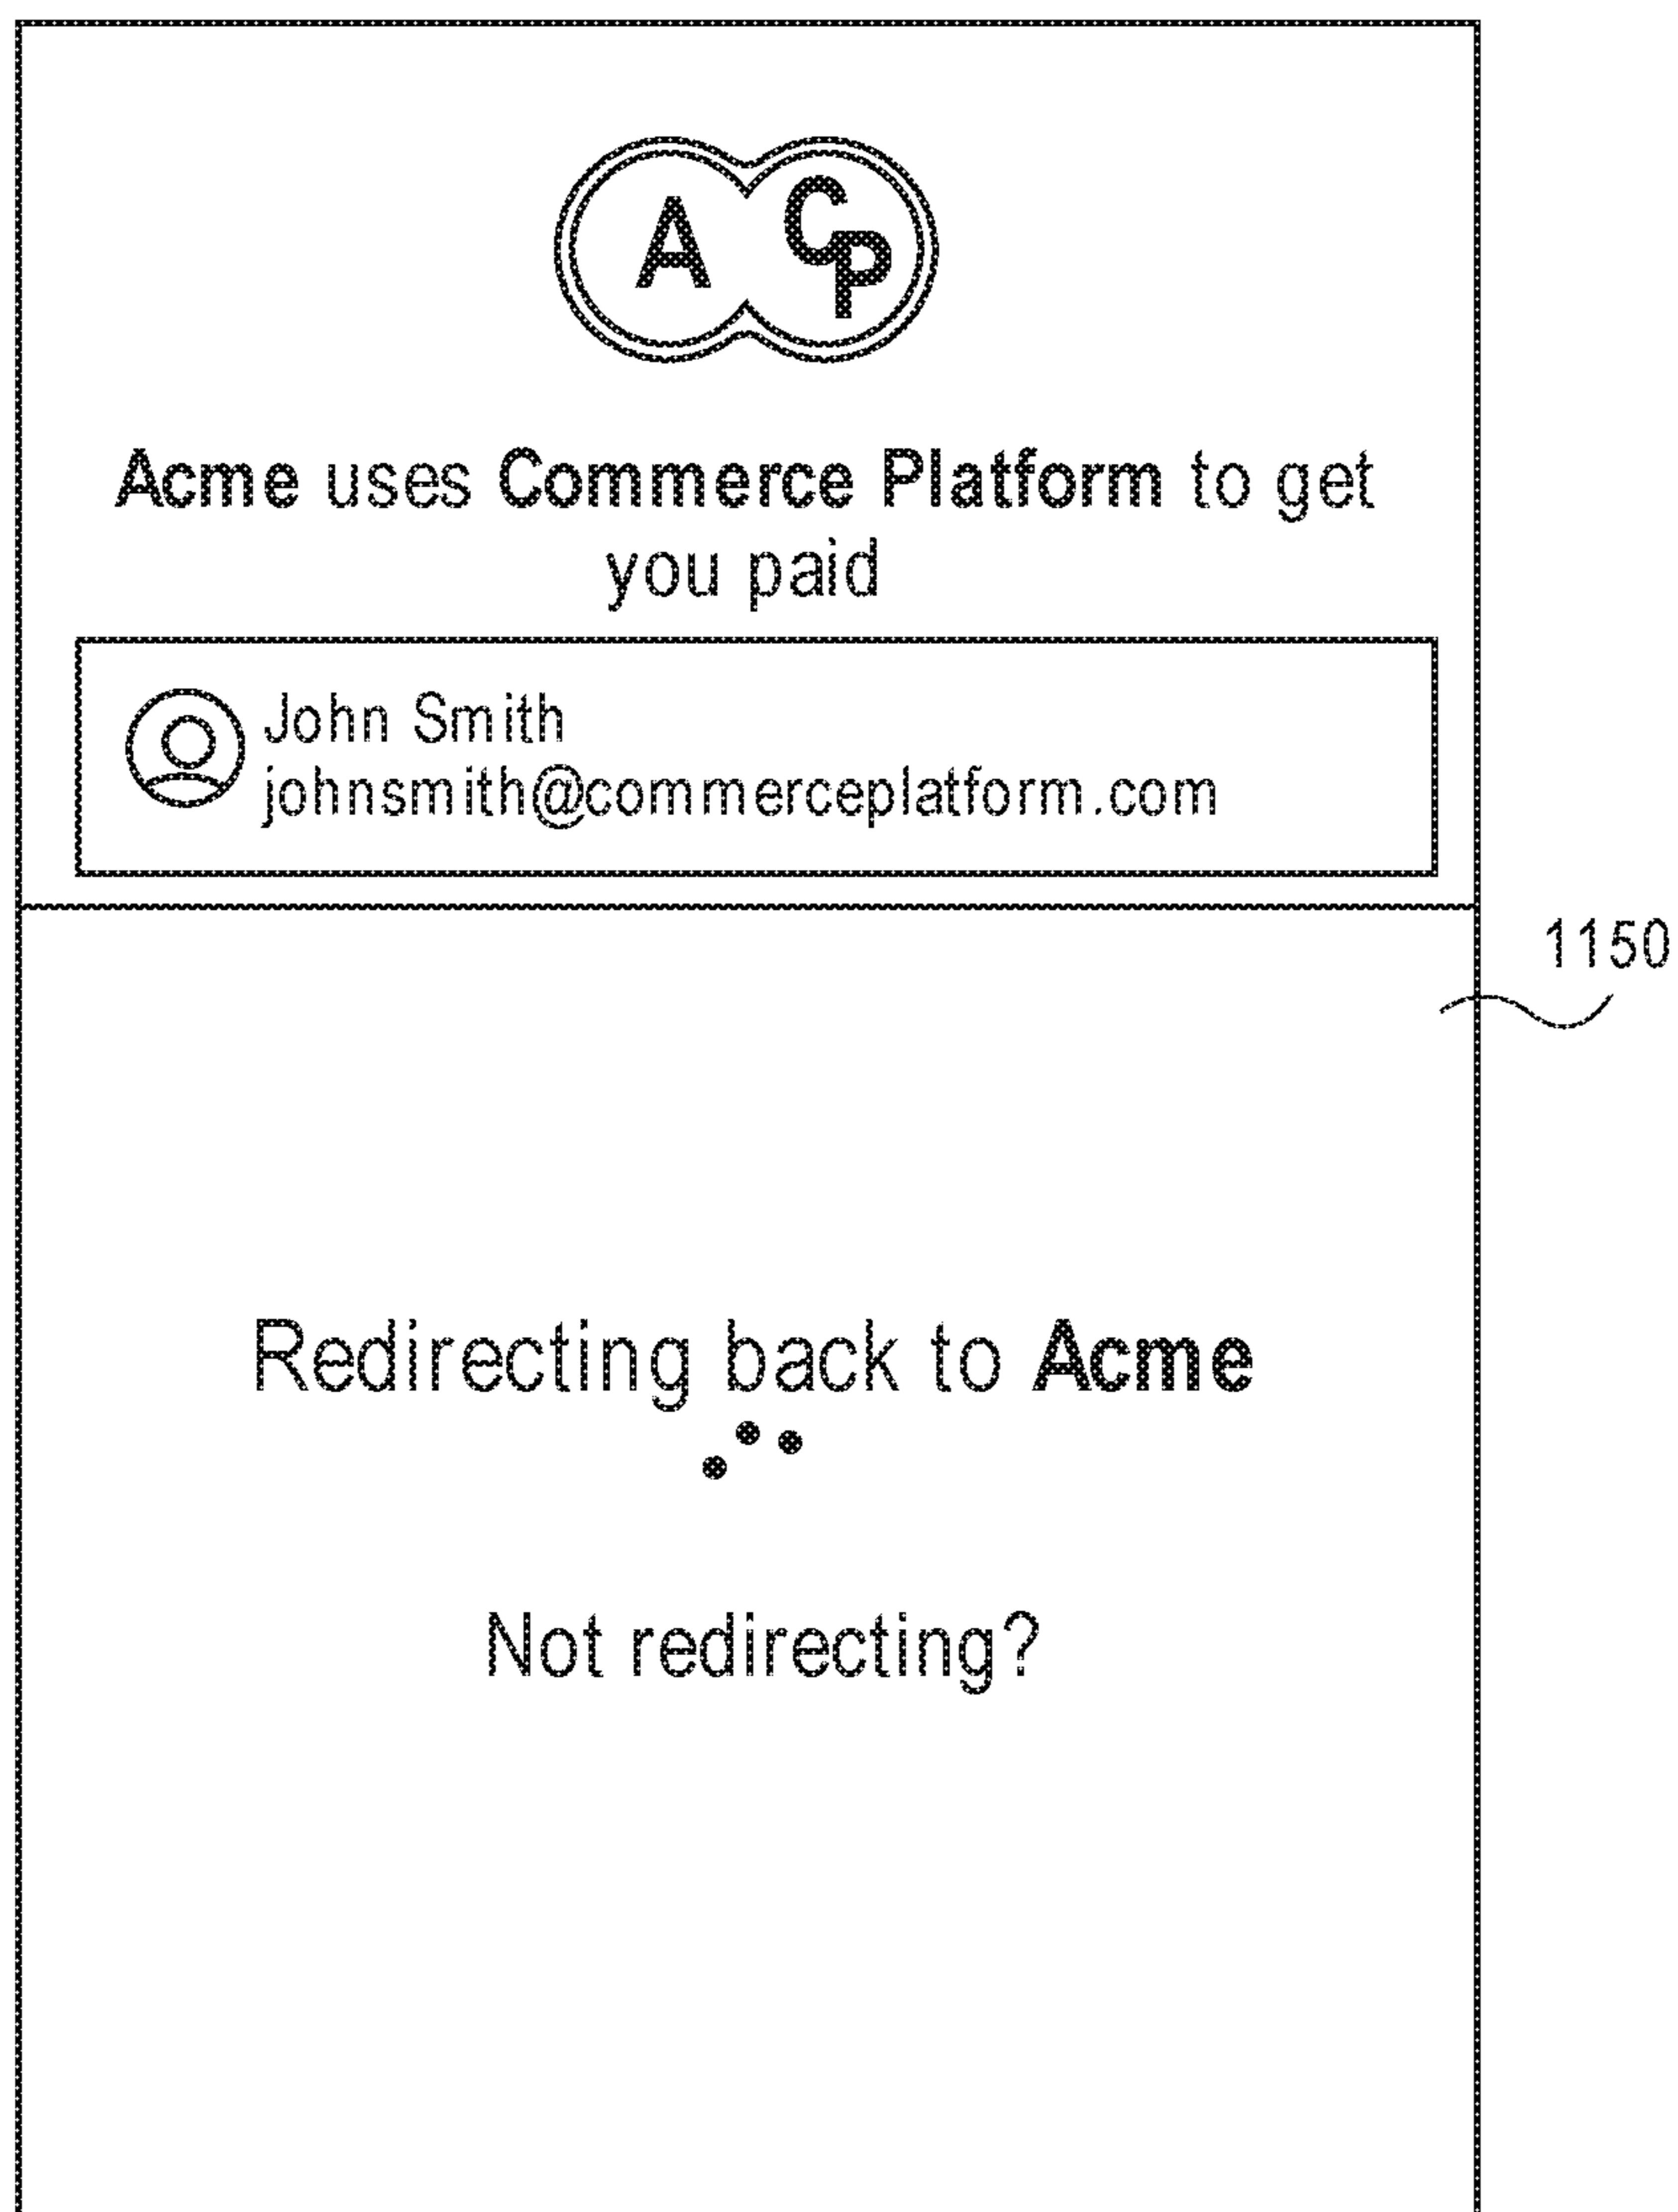 A CP
Acme uses Commerce Platform to get
you paid
John Smith
johnsmith@commerceplatform.com
1150
Redirecting back to Acme
Not redirecting?